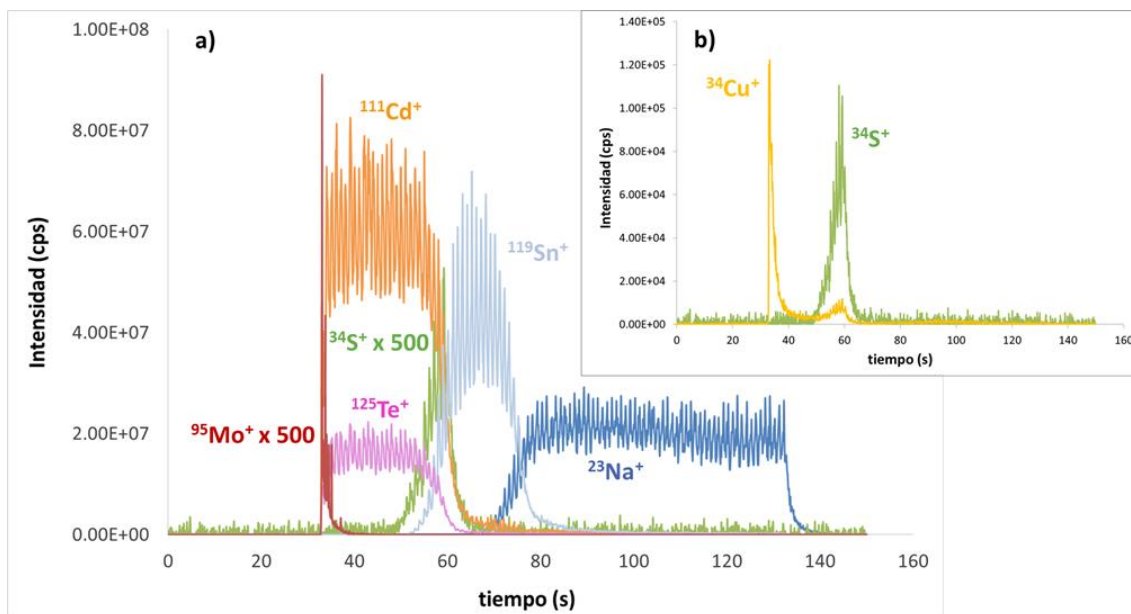 a)
Intensidad (cps)
1.00E+08
8.00E+07
6.00E+07
4.00E+07
2.00E+07
0.00E+00
111Cd+
119Sn+
34S+ x 500
125Te+
95Mo+ x 500
23Na+
0 20 40 60 80 100 120 140 160
tiempo (s)
b)
Intensidad (cps)
1.40E+05
1.20E+05
1.00E+05
8.00E+04
6.00E+04
4.00E+04
2.00E+04
0.00E+00
34Cu+
34S+
0 20 40 60 80 100 120 140 160
tiempo (s)